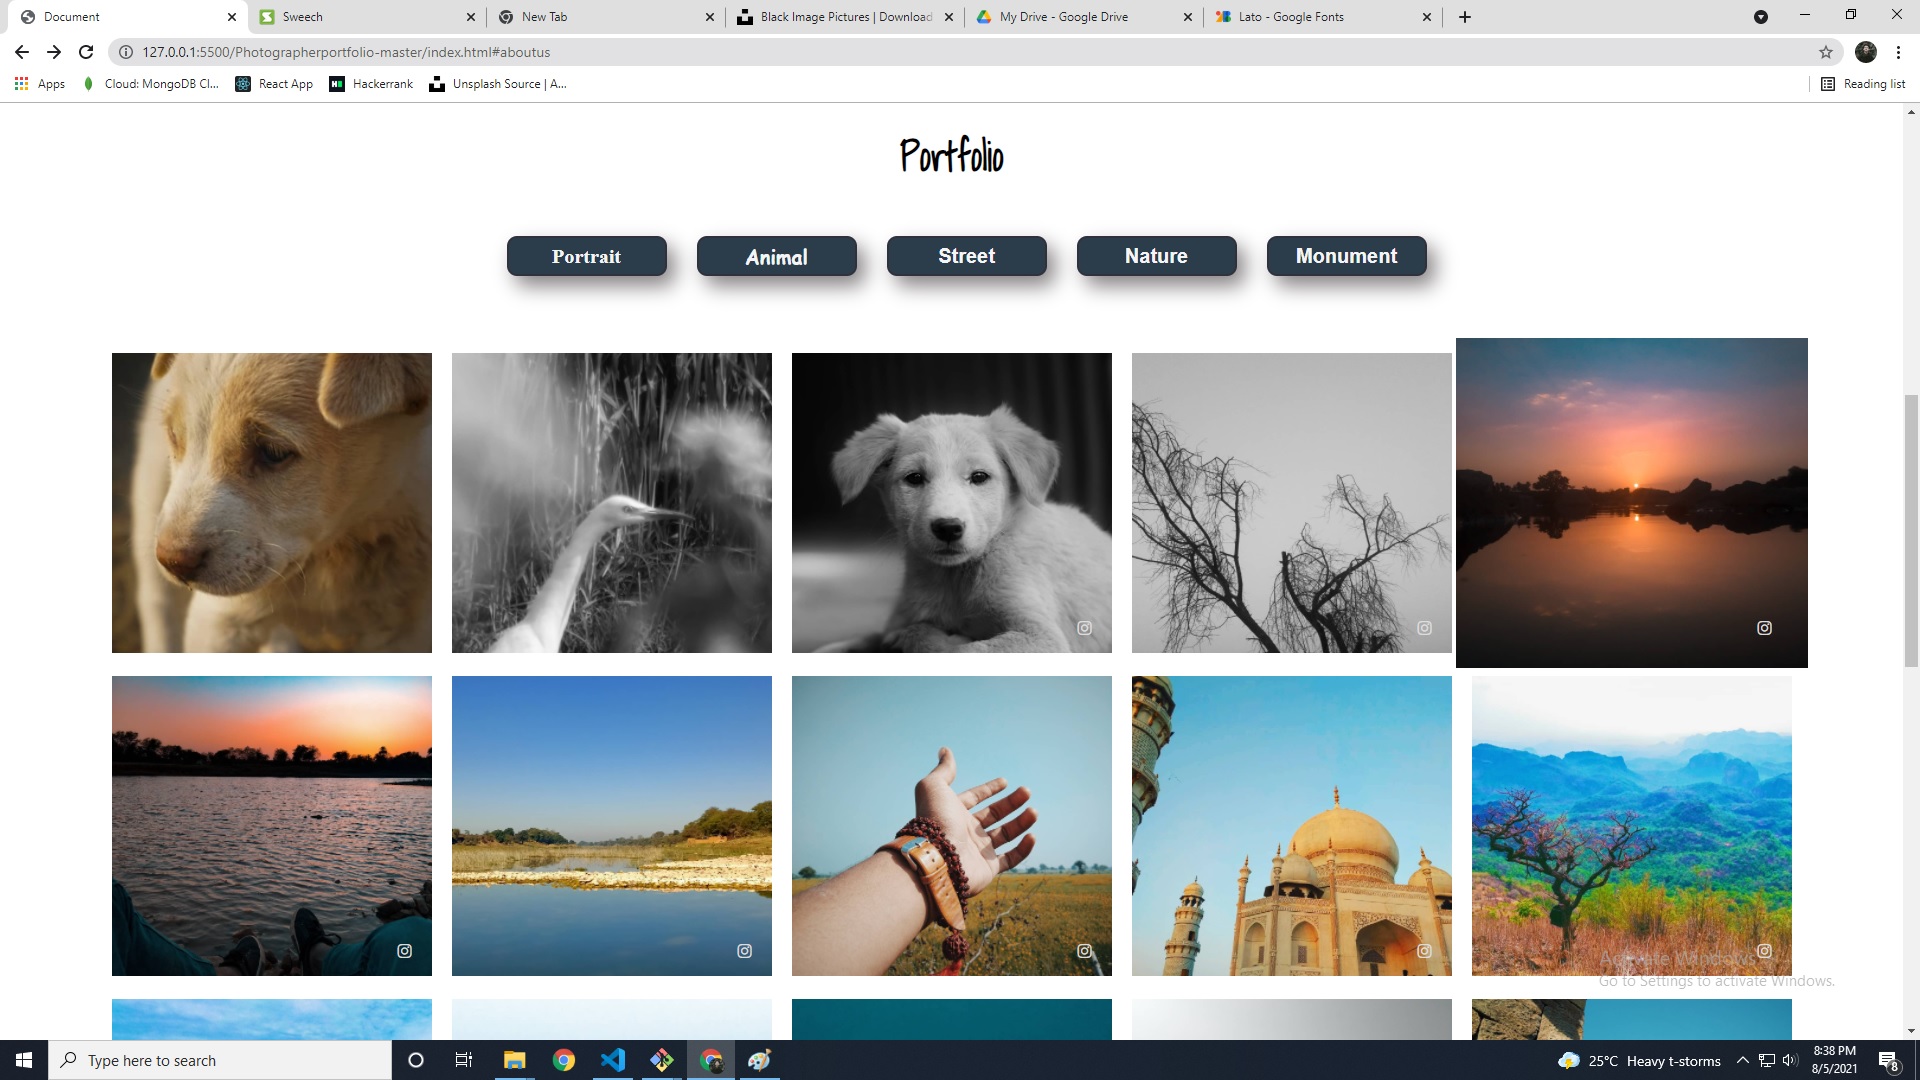 Document
Sweech
New Tab
Black Image Pictures | Download
My Drive - Google Drive
Lato - Google Fonts
127.0.0.1:5500/Photographerportfolio-master/index.html#aboutus
Apps
Cloud: MongoDB Cl...
React App
Hackerrank
Unsplash Source | A...
Reading list
Portfolio
Portrait
Animal
Street
Nature
Monument
Activate Windows
Go to Settings to activate Windows.
Type here to search
25°C Heavy t-storms
8:38 PM
8/5/2021
8